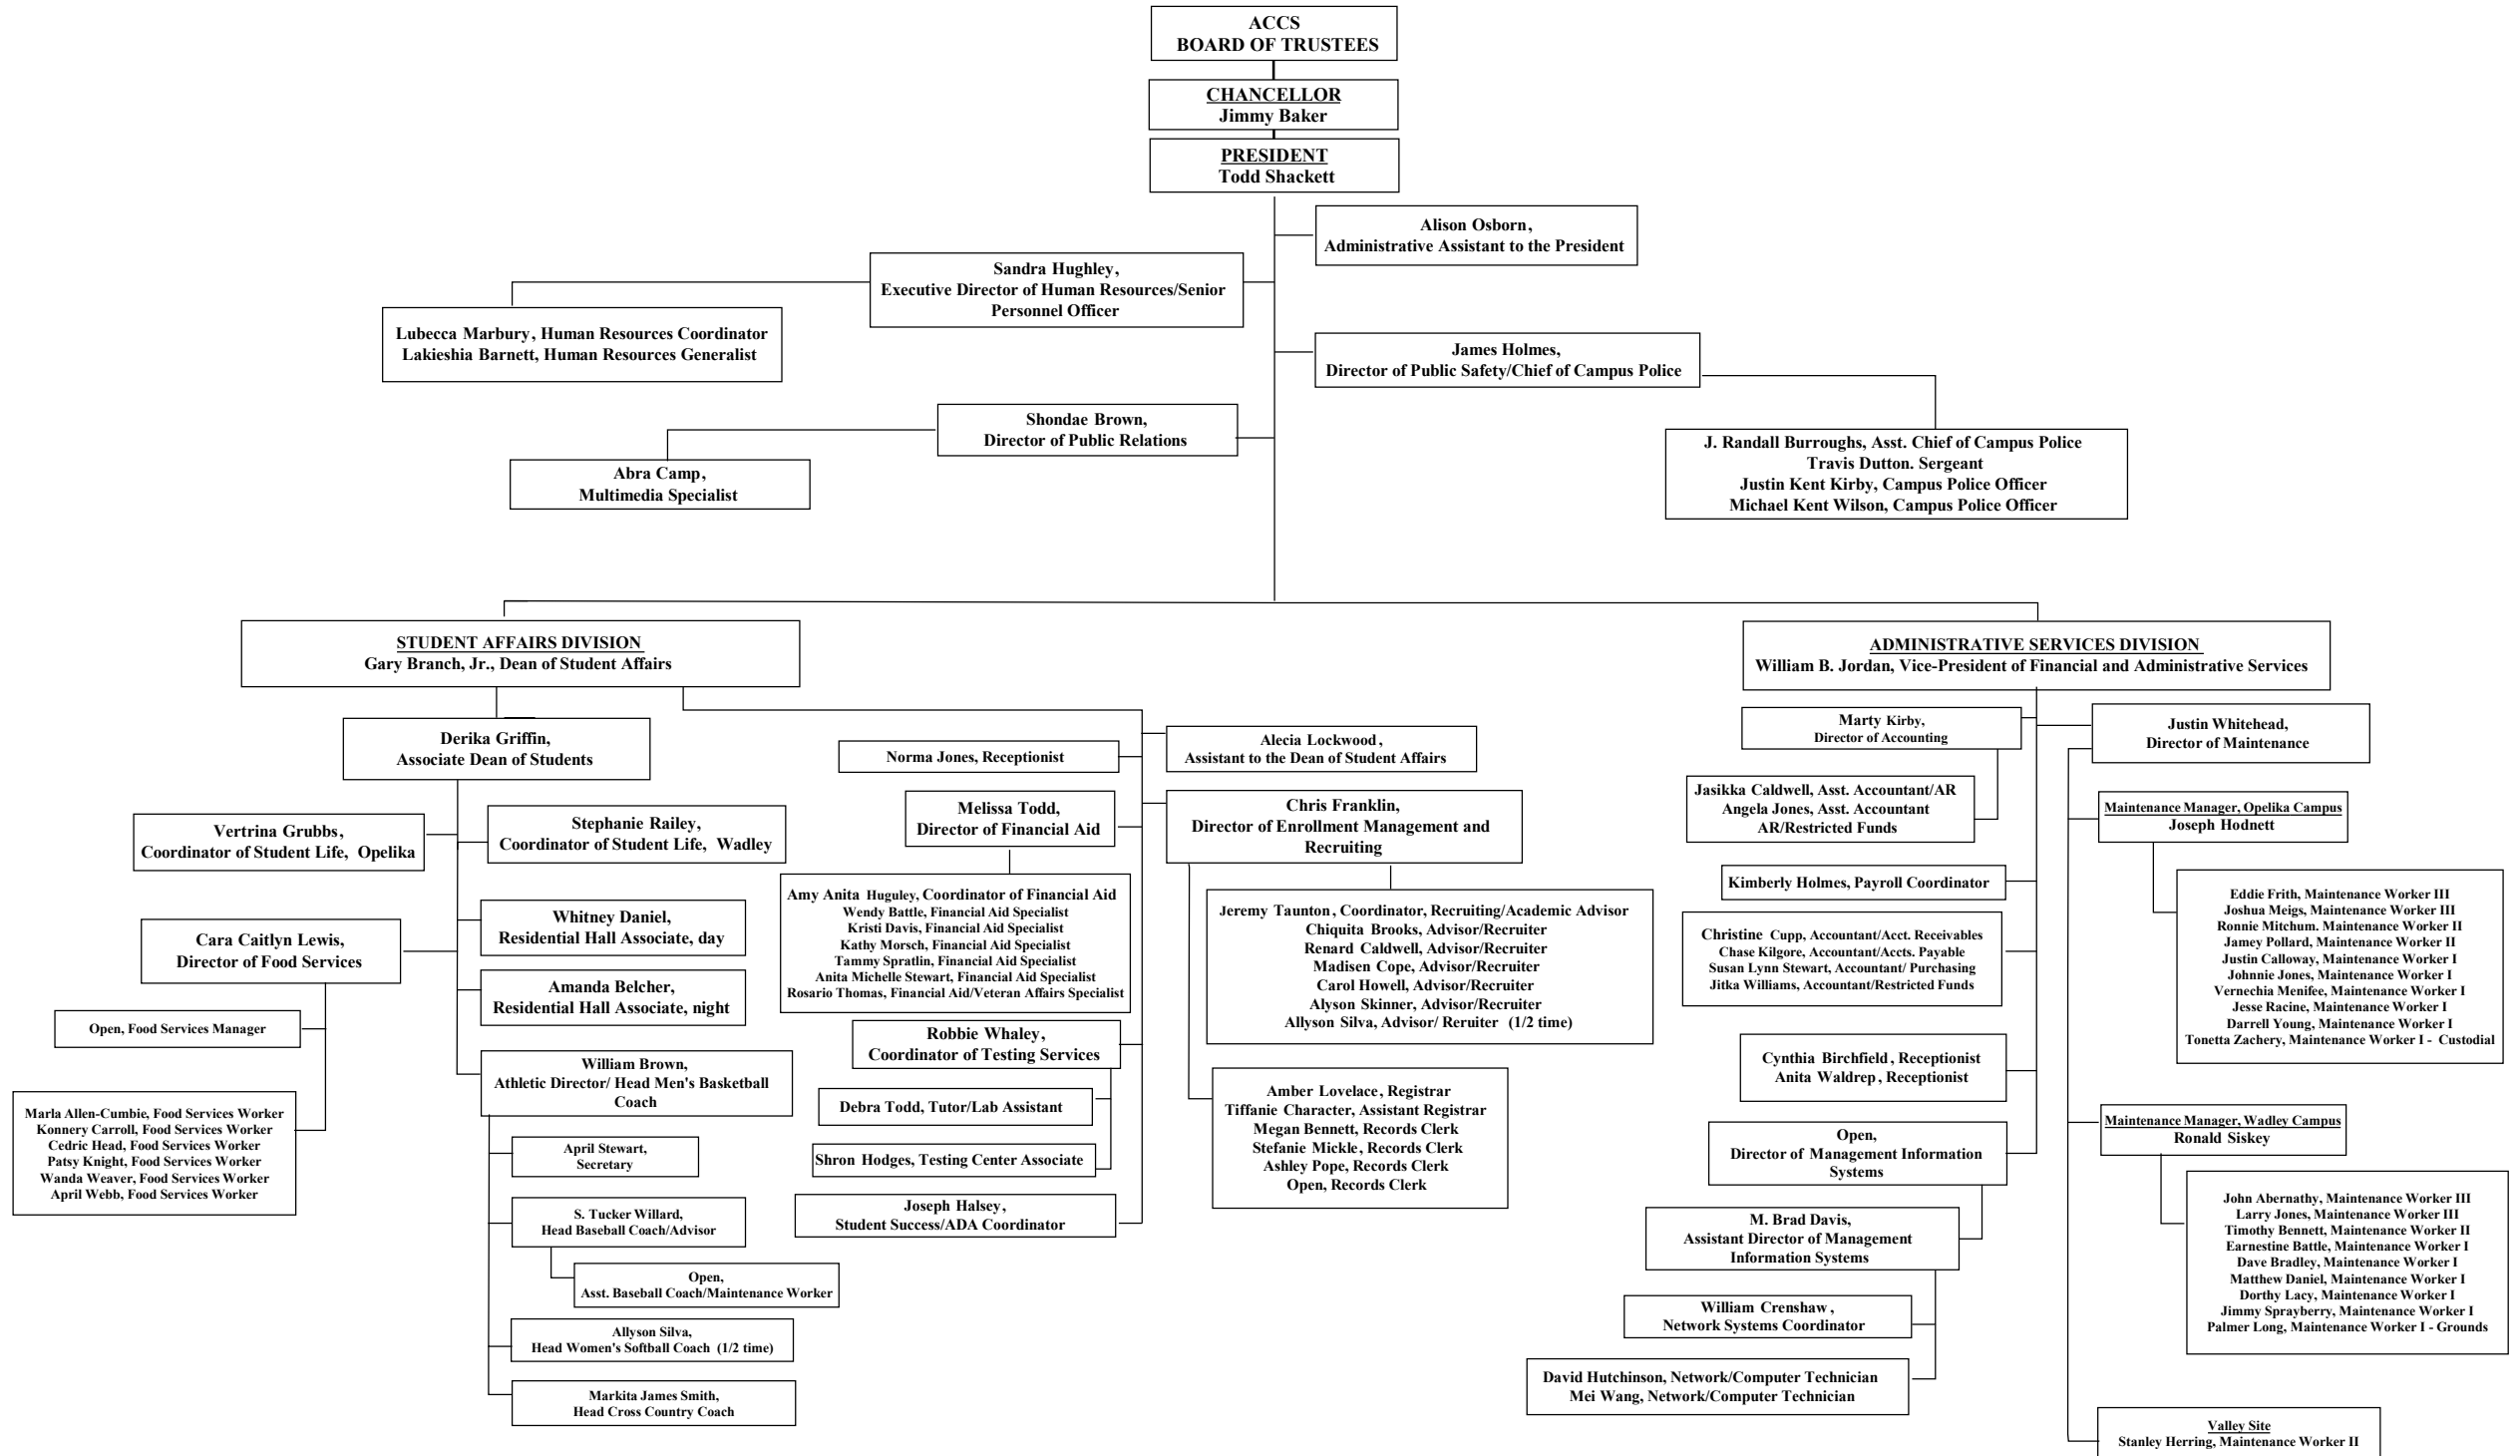 ACCS
BOARD OF TRUSTEES
CHANCELLOR
Jimmy Baker
PRESIDENT
Todd Shackett
Alison Osborn,
Administrative Assistant to the President
Sandra Hughley,
Executive Director of Human Resources/Senior
Personnel Officer
Lubecca Marbury, Human Resources Coordinator
Lakieshia Barnett, Human Resources Generalist
James Holmes,
Director of Public Safety/Chief of Campus Police
Shondae Brown,
Director of Public Relations
J. Randall Burroughs, Asst. Chief of Campus Police
Travis Dutton. Sergeant
Justin Kent Kirby, Campus Police Officer
Michael Kent Wilson, Campus Police Officer
Abra Camp,
Multimedia Specialist
STUDENT AFFAIRS DIVISION
Gary Branch, Jr., Dean of Student Affairs
Derika Griffin,
Associate Dean of Students
Vertrina Grubbs,
Coordinator of Student Life, Opelika
Stephanie Railey,
Coordinator of Student Life, Wadley
Whitney Daniel,
Residential Hall Associate, day
Cara Caitlyn Lewis,
Director of Food Services
Amanda Belcher,
Residential Hall Associate, night
Open, Food Services Manager
Marla Allen-Cumbie, Food Services Worker
Konnery Carroll, Food Services Worker
Cedric Head, Food Services Worker
Patsy Knight, Food Services Worker
Wanda Weaver, Food Services Worker
April Webb, Food Services Worker
William Brown,
Athletic Director/ Head Men's Basketball
Coach
April Stewart,
Secretary
S. Tucker Willard,
Head Baseball Coach/Advisor
Open,
Asst. Baseball Coach/Maintenance Worker
Allyson Silva,
Head Women's Softball Coach (1/2 time)
Markita James Smith,
Head Cross Country Coach
Alecia Lockwood,
Assistant to the Dean of Student Affairs
Norma Jones, Receptionist
Melissa Todd,
Director of Financial Aid
Amy Anita Huguley, Coordinator of Financial Aid
Wendy Battle, Financial Aid Specialist
Kristi Davis, Financial Aid Specialist
Kathy Morsch, Financial Aid Specialist
Tammy Spratlin, Financial Aid Specialist
Anita Michelle Stewart, Financial Aid Specialist
Rosario Thomas, Financial Aid/Veteran Affairs Specialist
Robbie Whaley,
Coordinator of Testing Services
Debra Todd, Tutor/Lab Assistant
Shron Hodges, Testing Center Associate
Joseph Halsey,
Student Success/ADA Coordinator
Chris Franklin,
Director of Enrollment Management and
Recruiting
Jeremy Taunton, Coordinator, Recruiting/Academic Advisor
Chiquita Brooks, Advisor/Recruiter
Renard Caldwell, Advisor/Recruiter
Madisen Cope, Advisor/Recruiter
Carol Howell, Advisor/Recruiter
Alyson Skinner, Advisor/Recruiter
Allyson Silva, Advisor/ Reruiter (1/2 time)
Amber Lovelace, Registrar
Tiffanie Character, Assistant Registrar
Megan Bennett, Records Clerk
Stefanie Mickle, Records Clerk
Ashley Pope, Records Clerk
Open, Records Clerk
ADMINISTRATIVE SERVICES DIVISION
William B. Jordan, Vice-President of Financial and Administrative Services
Marty Kirby,
Director of Accounting
Jasikka Caldwell, Asst. Accountant/AR
Angela Jones, Asst. Accountant
AR/Restricted Funds
Kimberly Holmes, Payroll Coordinator
Christine Cupp, Accountant/Acct. Receivables
Chase Kilgore, Accountant/Accts. Payable
Susan Lynn Stewart, Accountant/ Purchasing
Jitka Williams, Accountant/Restricted Funds
Cynthia Birchfield, Receptionist
Anita Waldrep, Receptionist
Open,
Director of Management Information
Systems
M. Brad Davis,
Assistant Director of Management
Information Systems
William Crenshaw,
Network Systems Coordinator
David Hutchinson, Network/Computer Technician
Mei Wang, Network/Computer Technician
Justin Whitehead,
Director of Maintenance
Maintenance Manager, Opelika Campus
Joseph Hodnett
Eddie Frith, Maintenance Worker III
Joshua Meigs, Maintenance Worker III
Ronnie Mitchum. Maintenance Worker II
Jamey Pollard, Maintenance Worker II
Justin Calloway, Maintenance Worker I
Johnnie Jones, Maintenance Worker I
Vernechia Menifee, Maintenance Worker I
Jesse Racine, Maintenance Worker I
Darrell Young, Maintenance Worker I
Tonetta Zachery, Maintenance Worker I - Custodial
Maintenance Manager, Wadley Campus
Ronald Siskey
John Abernathy, Maintenance Worker III
Larry Jones, Maintenance Worker III
Timothy Bennett, Maintenance Worker II
Earnestine Battle, Maintenance Worker I
Dave Bradley, Maintenance Worker I
Matthew Daniel, Maintenance Worker I
Dorthy Lacy, Maintenance Worker I
Jimmy Sprayberry, Maintenance Worker I
Palmer Long, Maintenance Worker I - Grounds
Valley Site
Stanley Herring, Maintenance Worker II